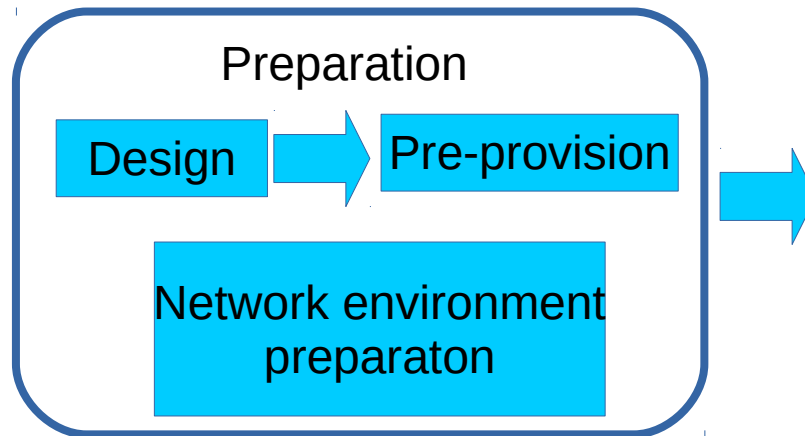 Preparation
Design
Pre-provision
Network environment
preparaton